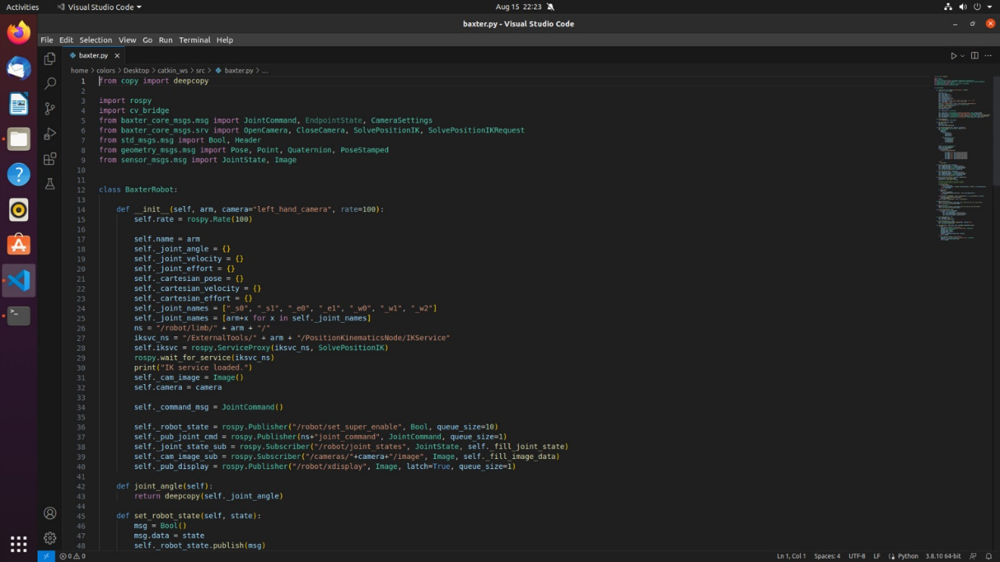 Activities
Visual Studio Code
Aug 15 22:23
baxter.py - Visual Studio Code
File Edit Selection View Go Run Terminal Help
baxter.py
home > colors > Desktop > catkin_ws > src > baxter.py > ...
1 from copy import deepcopy
2
3 import rospy
4 import cv_bridge
5 from baxter_core_msgs.msg import JointCommand, EndpointState, CameraSettings
6 from baxter_core_msgs.srv import OpenCamera, CloseCamera, SolvePositionIK, SolvePositionIKRequest
7 from std_msgs.msg import Bool, Header
8 from geometry_msgs.msg import Pose, Point, Quaternion, PoseStamped
9 from sensor_msgs.msg import JointState, Image
10
11
12 class BaxterRobot:
13
14 def __init__(self, arm, camera="left_hand_camera", rate=100):
15 self.rate = rospy.Rate(100)
16
17 self.name = arm
18 self._joint_angle = {}
19 self._joint_velocity = {}
20 self._joint_effort = {}
21 self._cartesian_pose = {}
22 self._cartesian_velocity = {}
23 self._cartesian_effort = {}
24 self._joint_names = ["_s0", "_s1", "_e0", "_e1", "_w0", "_w1", "_w2"]
25 self._joint_names = [arm+x for x in self._joint_names]
26 ns = "/robot/limb/" + arm + "/"
27 iksvc_ns = "/ExternalTools/" + arm + "/PositionKinematicsNode/IKService"
28 self.iksvc = rospy.ServiceProxy(iksvc_ns, SolvePositionIK)
29 rospy.wait_for_service(iksvc_ns)
30 print("IK service loaded.")
31 self._cam_image = Image()
32 self.camera = camera
33
34 self._command_msg = JointCommand()
35
36 self._robot_state = rospy.Publisher("/robot/set_super_enable", Bool, queue_size=10)
37 self._pub_joint_cmd = rospy.Publisher(ns+"joint_command", JointCommand, queue_size=1)
38 self._joint_state_sub = rospy.Subscriber("/robot/joint_states", JointState, self._fill_joint_state)
39 self._cam_image_sub = rospy.Subscriber("/cameras/"+camera+"/image", Image, self._fill_image_data)
40 self._pub_display = rospy.Publisher("/robot/xdisplay", Image, latch=True, queue_size=1)
41
42 def joint_angle(self):
43 return deepcopy(self._joint_angle)
44
45 def set_robot_state(self, state):
46 msg = Bool()
47 msg.data = state
48 self._robot_state.publish(msg)
0 0
Ln 1, Col 1 Spaces: 4 UTF-8 LF Python 3.8.10 64-bit